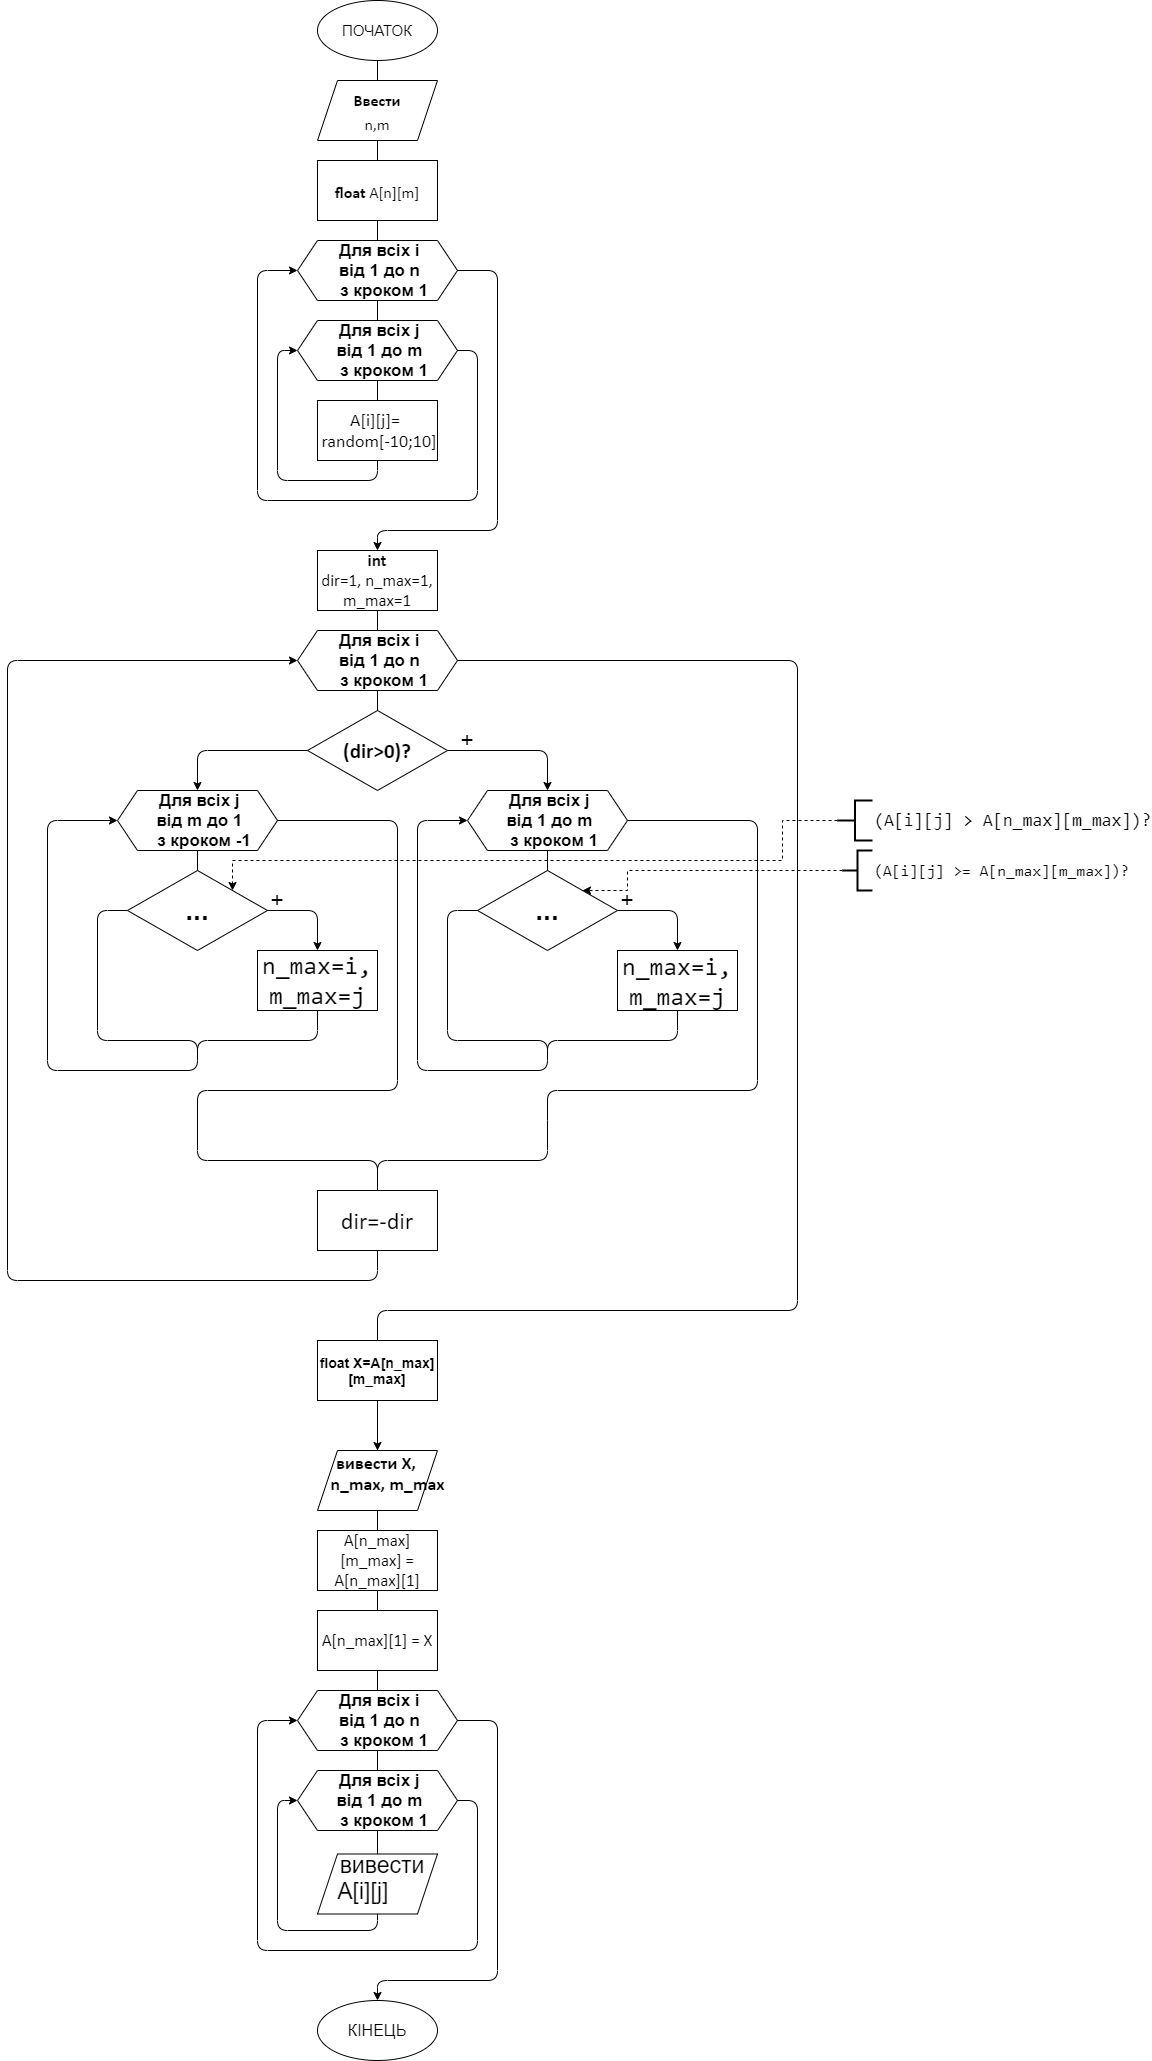 ПОЧАТОК
Ввести
n,m
float A[n][m]
Для всіх i
від 1 до n
з кроком 1
Для всіх j
від 1 до m
з кроком 1
A[i][j]=
random[-10;10]
int
dir=1, n_max=1,
m_max=1
Для всіх i
від 1 до n
з кроком 1
(dir>0)?
+
Для всіх j
від m до 1
з кроком -1
Для всіх j
від 1 до m
з кроком 1
(A[i][j] > A[n_max][m_max])?
(A[i][j] >= A[n_max][m_max])?
...
+
...
+
n_max=i,
m_max=j
n_max=i,
m_max=j
dir=-dir
float X=A[n_max]
[m_max]
вивести X,
n_max, m_max
A[n_max]
[m_max] =
A[n_max][1]
A[n_max][1] = X
Для всіх i
від 1 до n
з кроком 1
Для всіх j
від 1 до m
з кроком 1
вивести
A[i][j]
КІНЕЦЬ